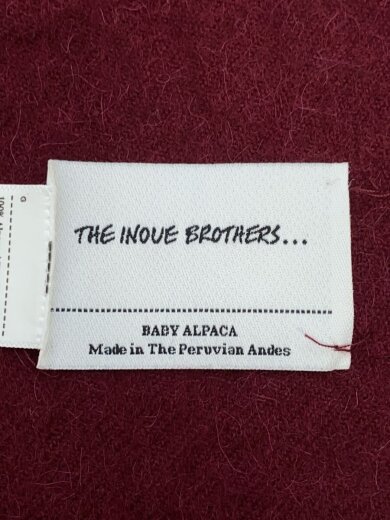 THE INOUE BROTHERS...
BABY ALPACA
Made in The Peruvian Andes
G